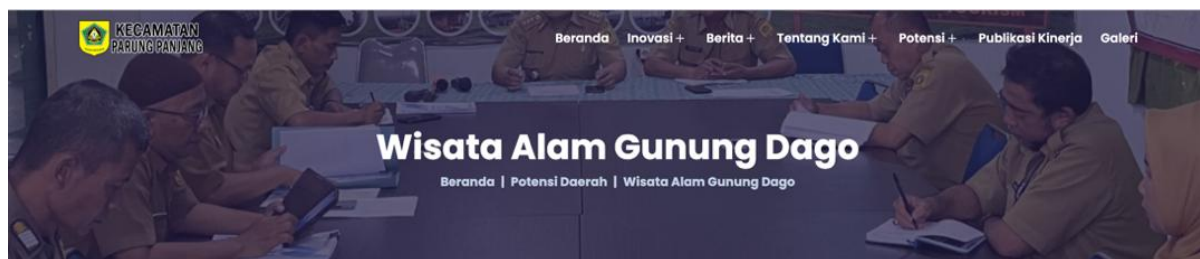 KECAMATAN
PARUNG PANJANG
Beranda Inovasi + Berita + Tentang Kami + Potensi + Publikasi Kinerja Galeri
Wisata Alam Gunung Dago
Beranda | Potensi Daerah | Wisata Alam Gunung Dago